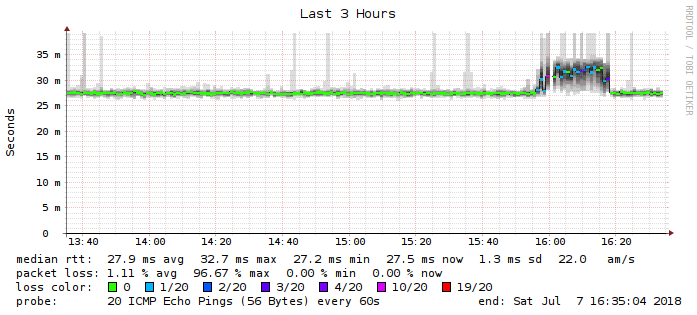 Last 3 Hours
RRDTOOL / TOBI OETIKER
Seconds
35 m
30 m
25 m
20 m
15 m
10 m
5 m
0
13:40 14:00 14:20 14:40 15:00 15:20 15:40 16:00 16:20
median rtt: 27.9 ms avg 32.7 ms max 27.2 ms min 27.5 ms now 1.3 ms sd 22.0 am/s
packet loss: 1.11 % avg 96.67 % max 0.00 % min 0.00 % now
loss color: 0 1/20 2/20 3/20 4/20 10/20 19/20
probe: 20 ICMP Echo Pings (56 Bytes) every 60s end: Sat Jul 7 16:35:04 2018